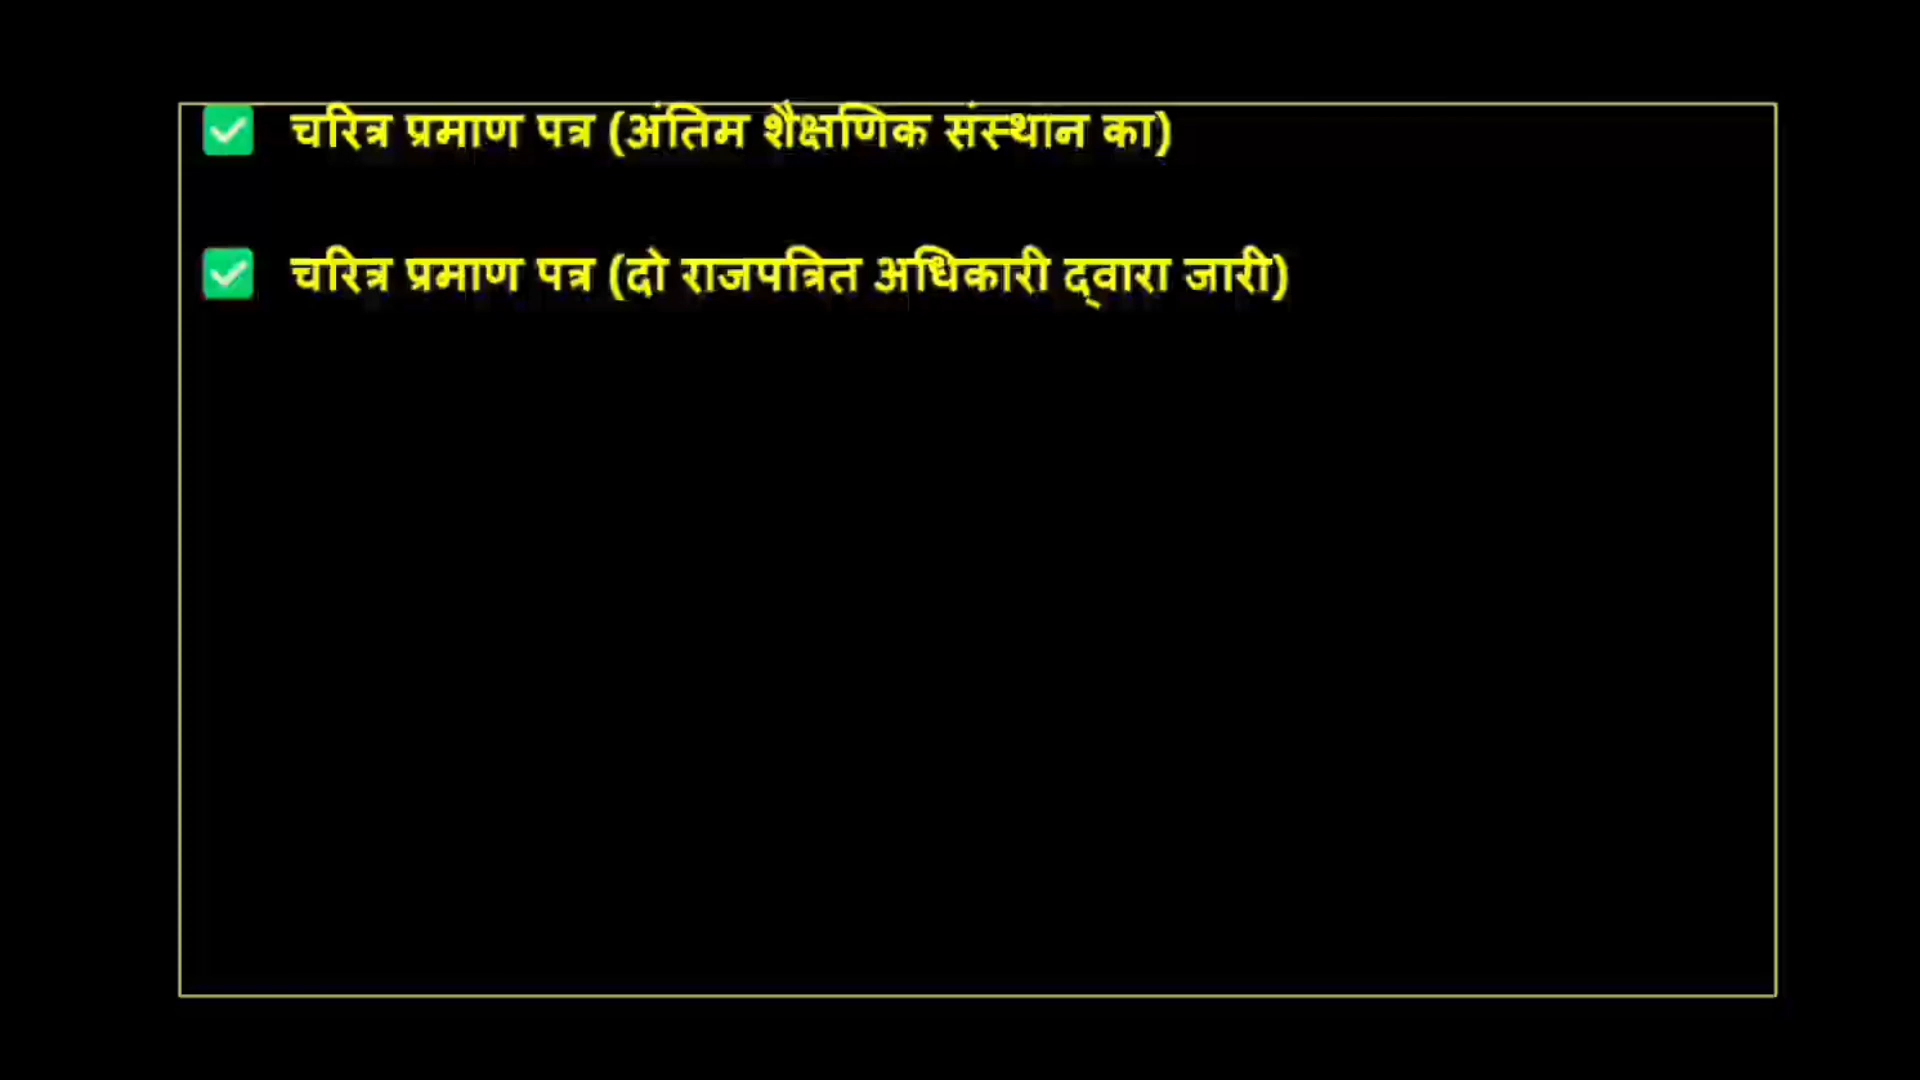 ✅ चरित्र प्रमाण पत्र (अंतिम शैक्षणिक संस्थान का)
✅ चरित्र प्रमाण पत्र (दो राजपत्रित अधिकारी द्वारा जारी)